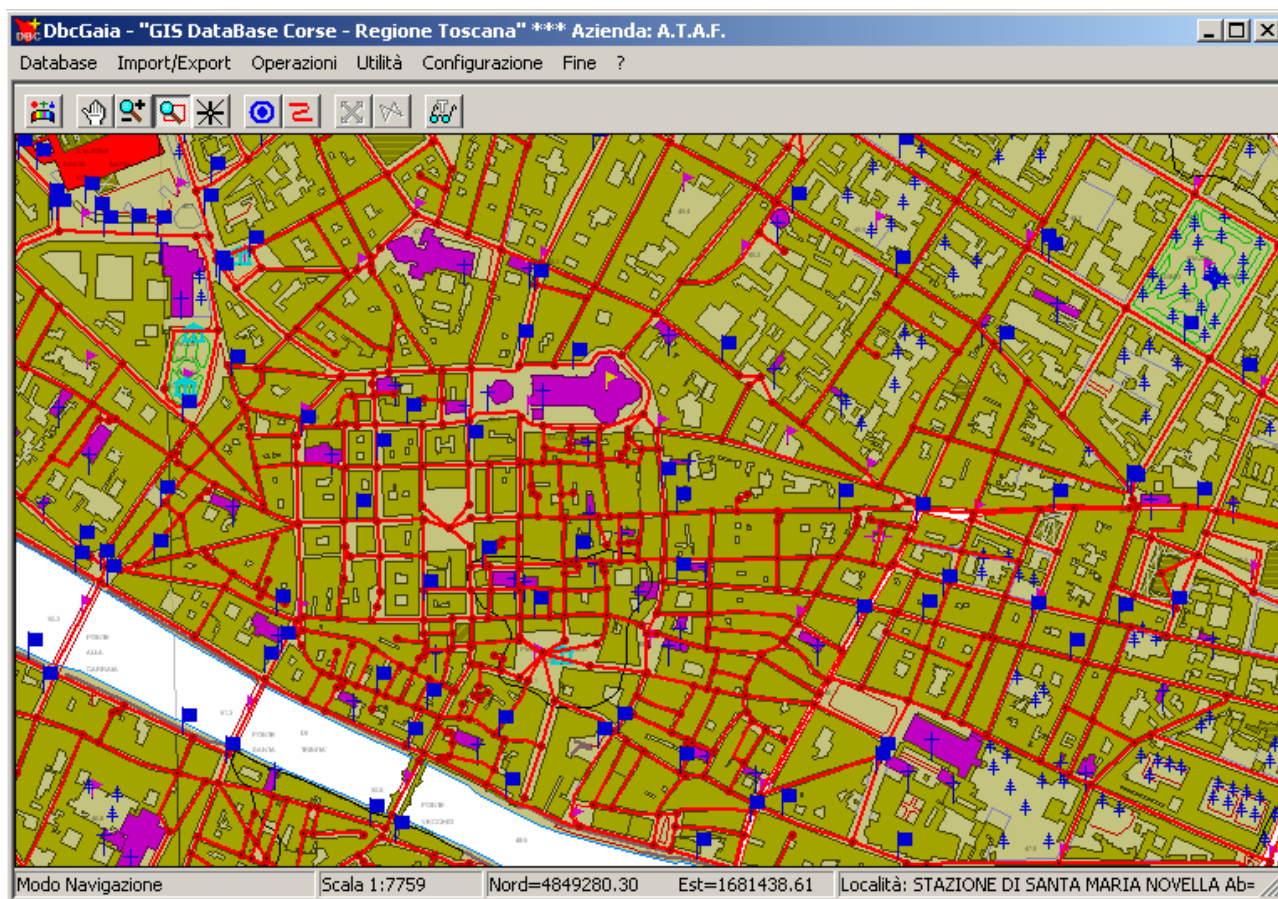 DBC DbcGaia - "GIS DataBase Corse - Regione Toscana" *** Azienda: A.T.A.F.
Database Import/Export Operazioni Utilità Configurazione Fine ?
PONTE
ALLA
CARRAIA
PONTE DI
SANTA TRINITA'
PONTE
VECCHIO
Modo Navigazione Scala 1:7759 Nord=4849280.30 Est=1681438.61 Località: STAZIONE DI SANTA MARIA NOVELLA Ab=